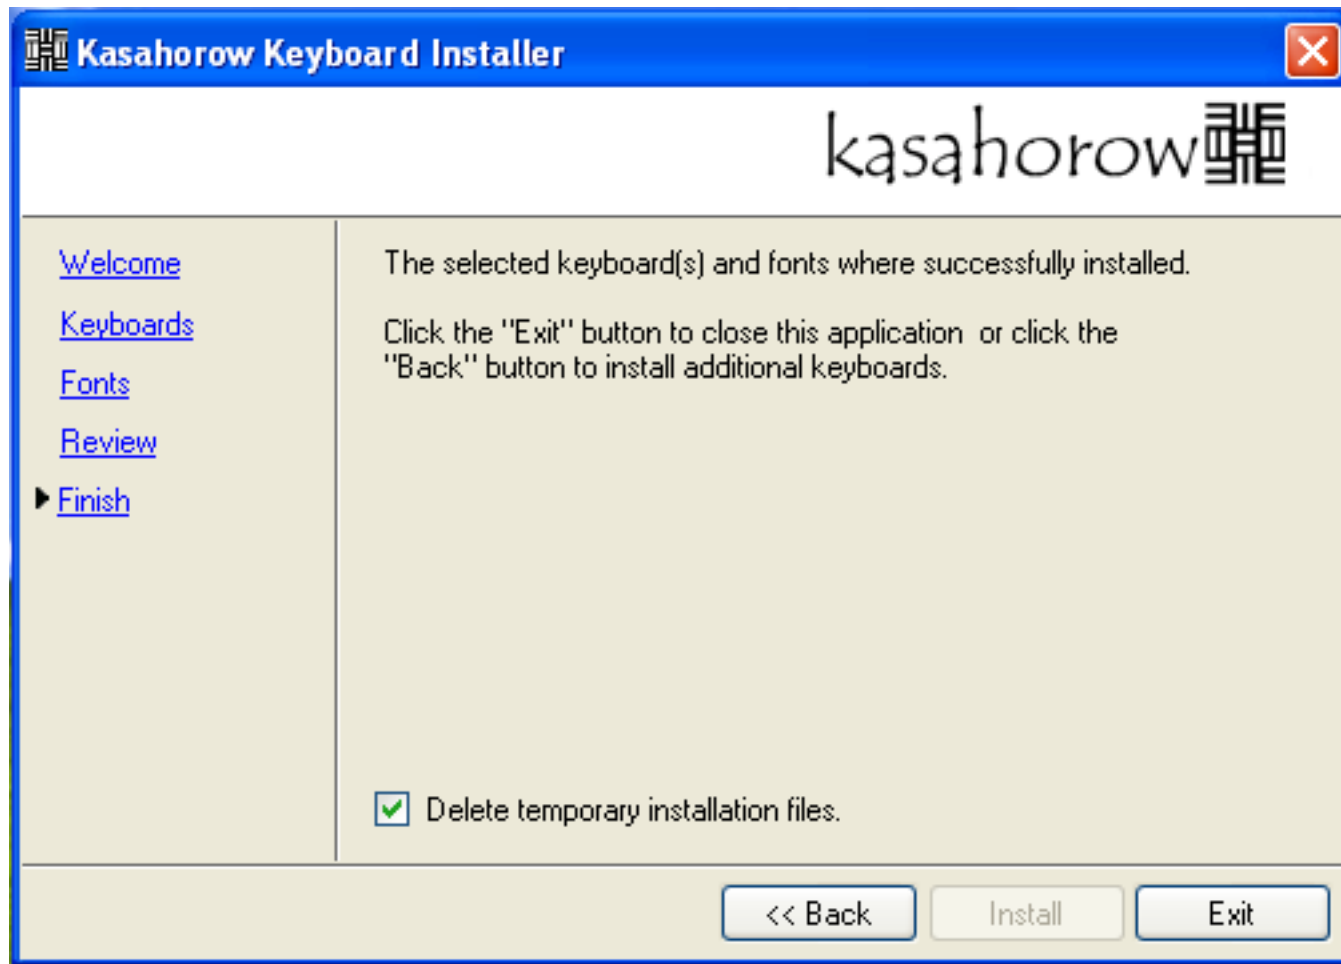 Kasahorow Keyboard Installer
kasahorow
Welcome
Keyboards
Fonts
Review
Finish
The selected keyboard(s) and fonts where successfully installed.
Click the "Exit" button to close this application  or click the
"Back" button to install additional keyboards.
Delete temporary installation files.
<< Back
Install
Exit